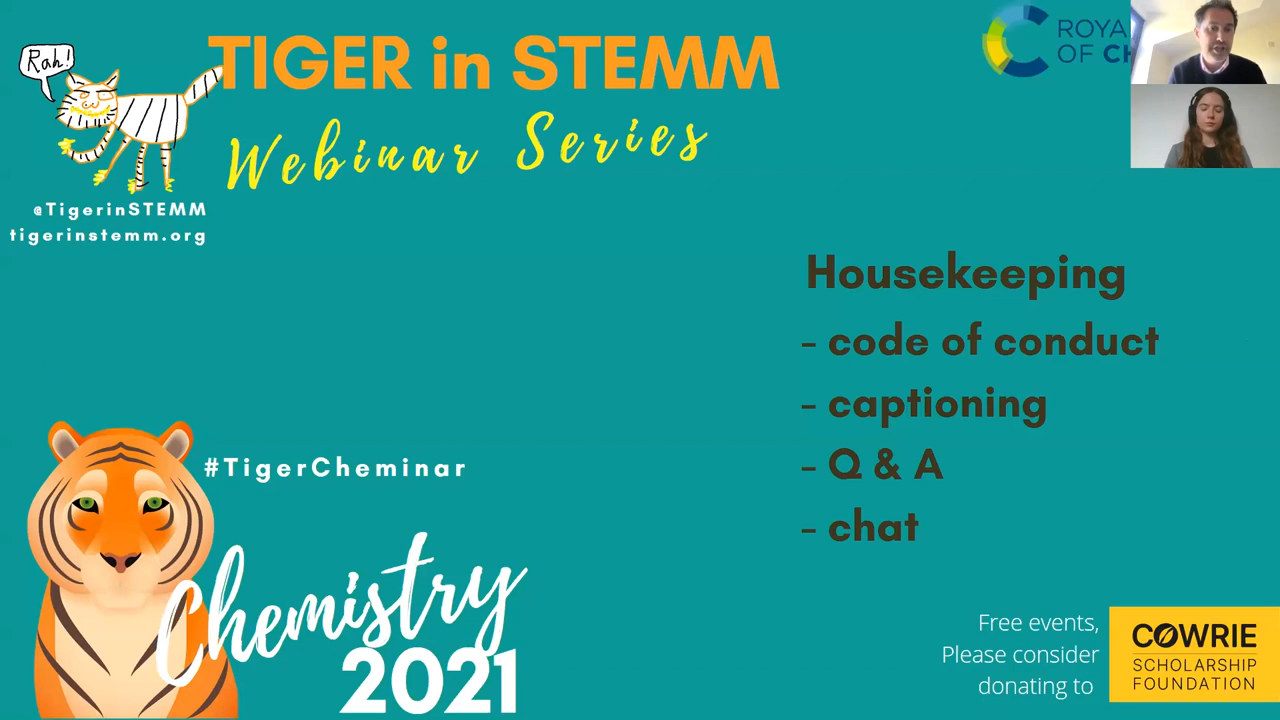 Rah!
TIGER in STEMM
Webinar Series
@TigerinSTEMM
tigerinstemm.org
OF
Housekeeping
- code of conduct
- captioning
- Q & A
- chat
#TigerCheminar
Chemistry
2021
Free events,
Please consider
donating to
COWRIE
SCHOLARSHIP
FOUNDATION